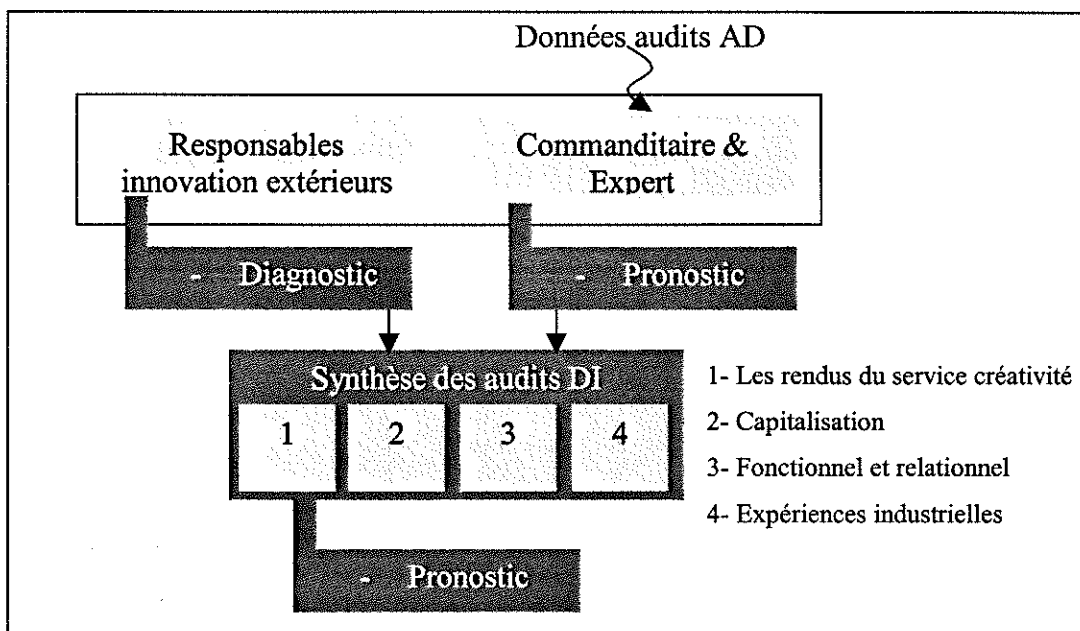 Données audits AD
Responsables
innovation extérieurs
Commanditaire &
Expert
- Diagnostic
- Pronostic
Synthèse des audits DI
1 2 3 4
1- Les rendus du service créativité
2- Capitalisation
3- Fonctionnel et relationnel
4- Expériences industrielles
- Pronostic